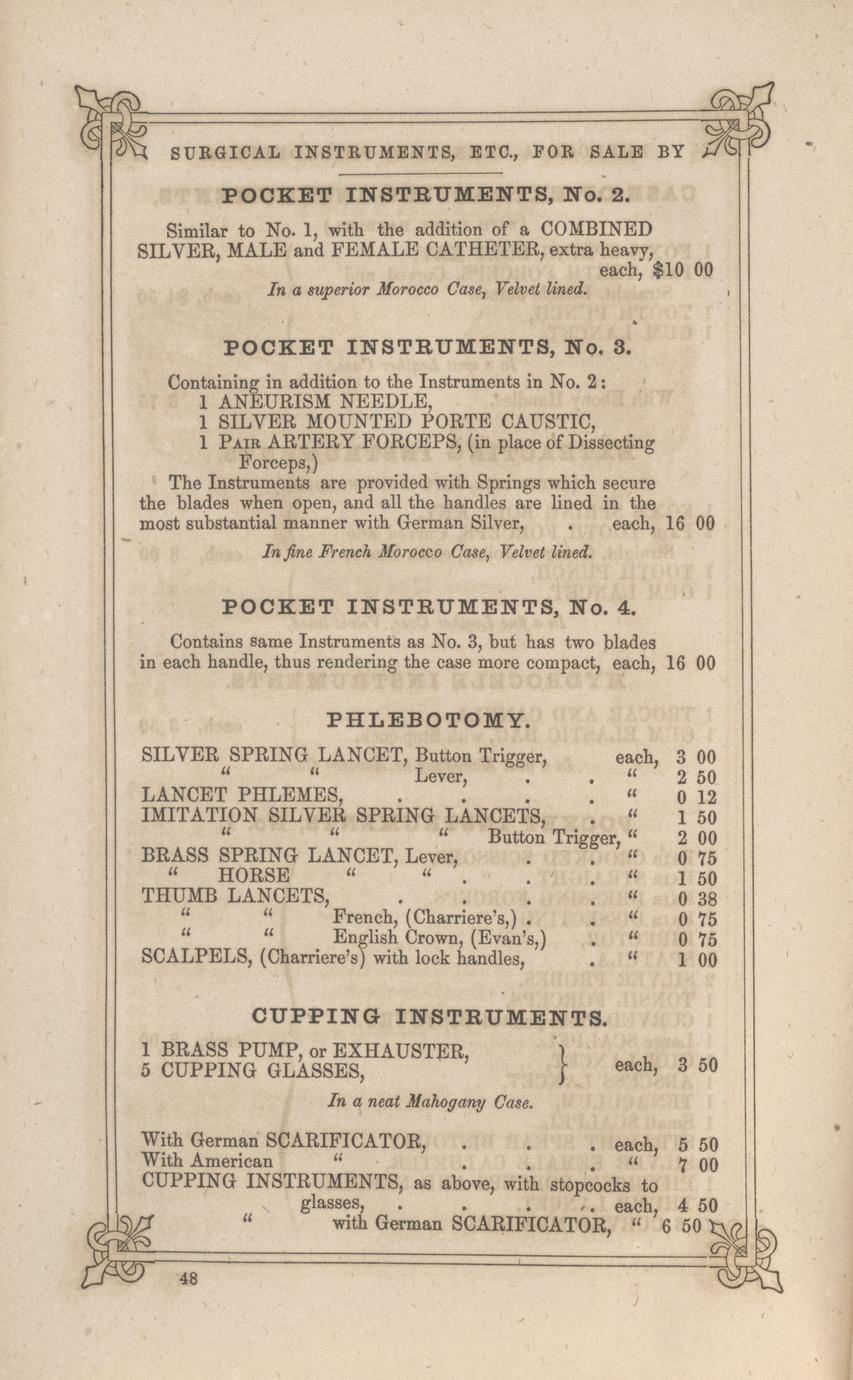 SURGICAL INSTRUMENTS, ETC., FOR SALE BY
POCKET INSTRUMENTS, No. 2.
Similar to No. 1, with the addition of a COMBINED
SILVER, MALE and FEMALE CATHETER, extra heavy,
each, $10 00
In a superior Morocco Case, Velvet lined.
POCKET INSTRUMENTS, No. 3.
Containing in addition to the Instruments in No. 2:
1 ANEURISM NEEDLE,
1 SILVER MOUNTED PORTE CAUSTIC,
1 PAIR ARTERY FORCEPS, (in place of Dissecting
Forceps,)
The Instruments are provided with Springs which secure
the blades when open, and all the handles are lined in the
most substantial manner with German Silver, . each, 16 00
In fine French Morocco Case, Velvet lined.
POCKET INSTRUMENTS, No. 4.
Contains same Instruments as No. 3, but has two blades
in each handle, thus rendering the case more compact, each, 16 00
PHLEBOTOMY.
SILVER SPRING LANCET, Button Trigger, each, 3 00
“ “ Lever, . . “ 2 50
LANCET PHLEMES, . . . . “ 0 12
IMITATION SILVER SPRING LANCETS, . “ 1 50
“ “ “ Button Trigger, “ 2 00
BRASS SPRING LANCET, Lever, . . “ 0 75
“ HORSE “ “ . . . “ 1 50
THUMB LANCETS, . . . . “ 0 38
“ “ French, (Charriere's,) . . “ 0 75
“ “ English Crown, (Evan's,) . “ 0 75
SCALPELS, (Charriere's) with lock handles, . “ 1 00
CUPPING INSTRUMENTS.
1 BRASS PUMP, or EXHAUSTER,
5 CUPPING GLASSES, } each, 3 50
In a neat Mahogany Case.
With German SCARIFICATOR, . . . each, 5 50
With American “ . . . “ 7 00
CUPPING INSTRUMENTS, as above, with stopcocks to
glasses, . . . . each, 4 50
“ with German SCARIFICATOR, “ 6 50
48